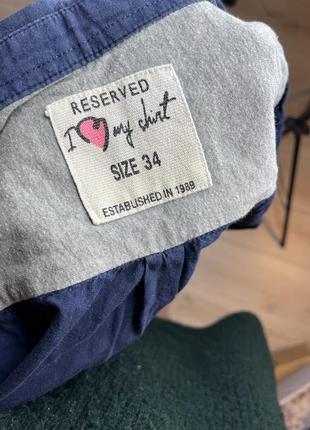 RESERVED
I ❤ my shirt
SIZE 34
ESTABLISHED IN 1989